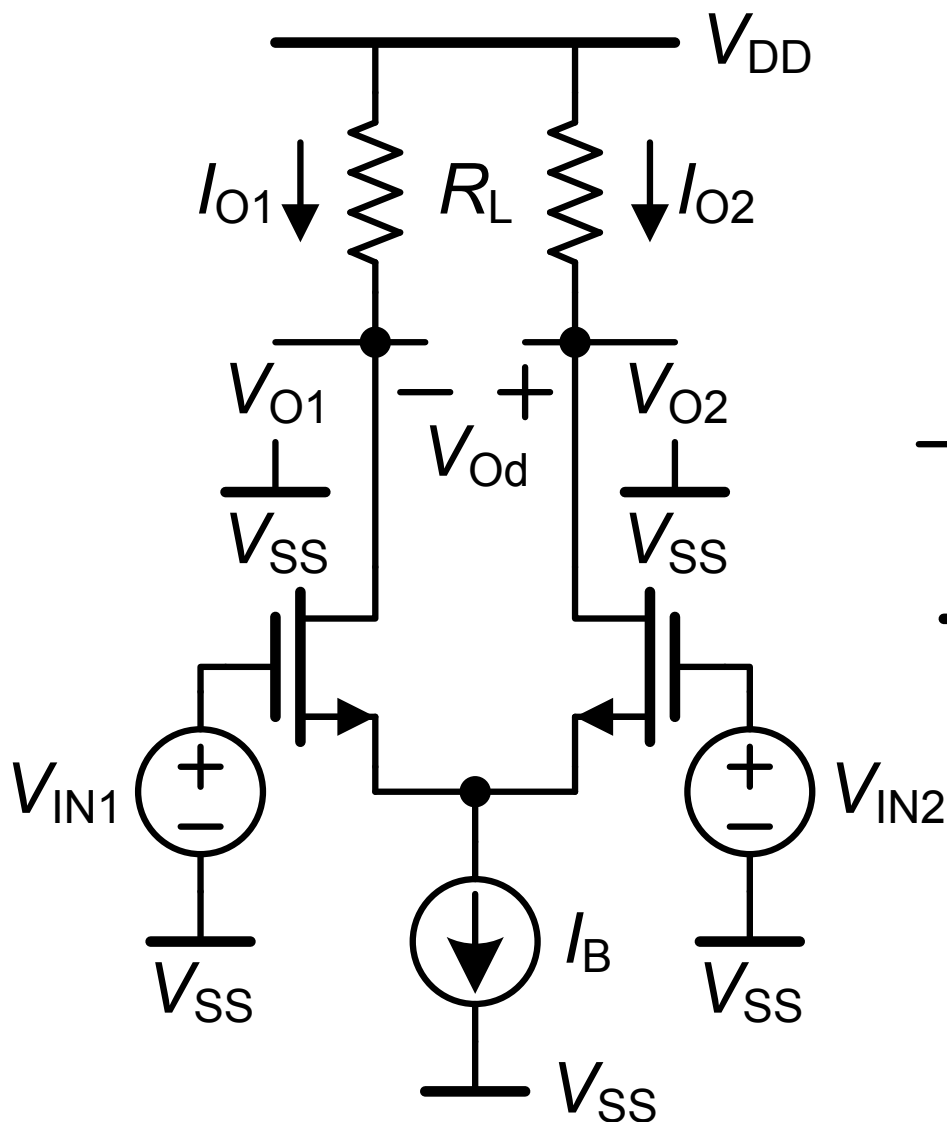 VDD
IO1
RL
IO2
VO1
− +
VO2
VOd
VSS
VSS
VIN1
+
−
+
−
VIN2
IB
VSS
VSS
VSS